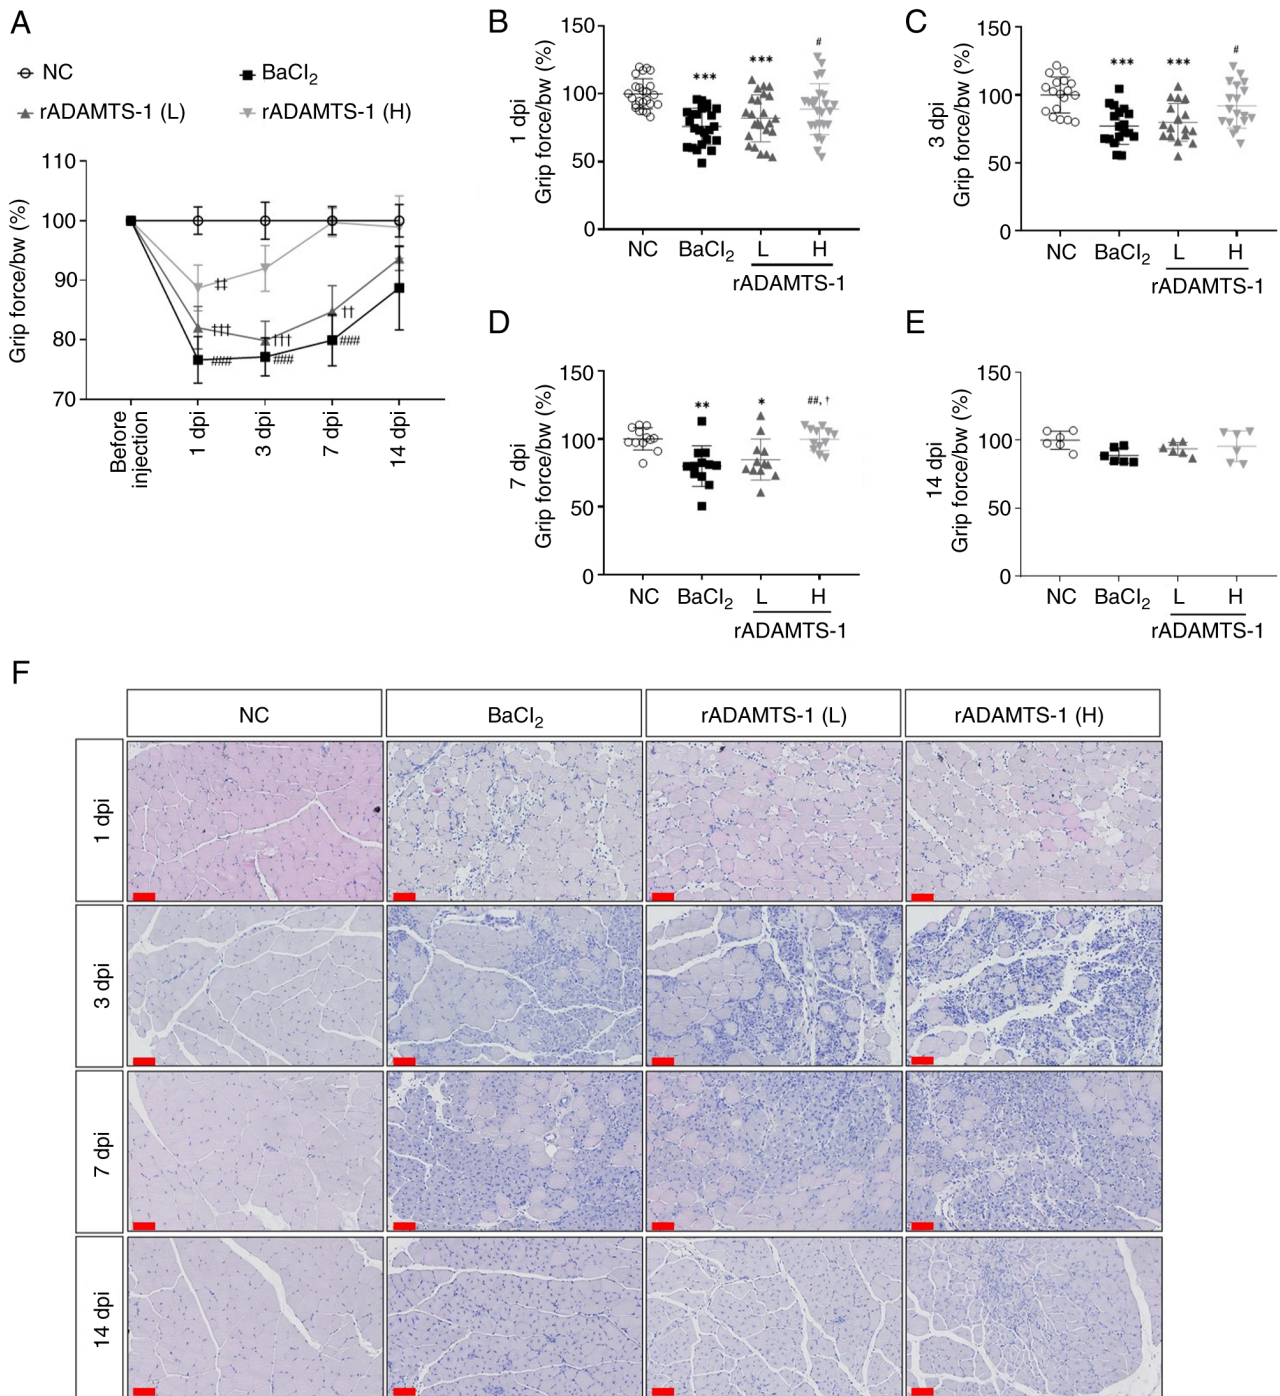 A
NC
BaCl2
rADAMTS-1 (L)
rADAMTS-1 (H)
Grip force/bw (%)
110
100
90
80
70
‡‡
†††
†††
††
###
###
###
Before injection
1 dpi
3 dpi
7 dpi
14 dpi
B
1 dpi
Grip force/bw (%)
150
100
50
0
***
***
#
NC
BaCl2
L
H
rADAMTS-1
C
3 dpi
Grip force/bw (%)
150
100
50
0
***
***
#
NC
BaCl2
L
H
rADAMTS-1
D
7 dpi
Grip force/bw (%)
150
100
50
0
**
*
##, †
NC
BaCl2
L
H
rADAMTS-1
E
14 dpi
Grip force/bw (%)
150
100
50
0
NC
BaCl2
L
H
rADAMTS-1
F
NC
BaCl2
rADAMTS-1 (L)
rADAMTS-1 (H)
1 dpi
3 dpi
7 dpi
14 dpi